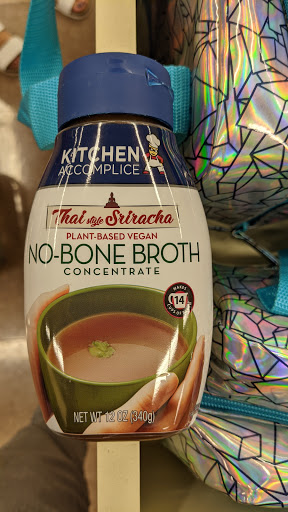 KITCHEN
ACCOMPLICE
Thai style Sriracha
PLANT-BASED VEGAN
NO-BONE BROTH
CONCENTRATE
MAKES
14
NET WT 12 OZ (340g)